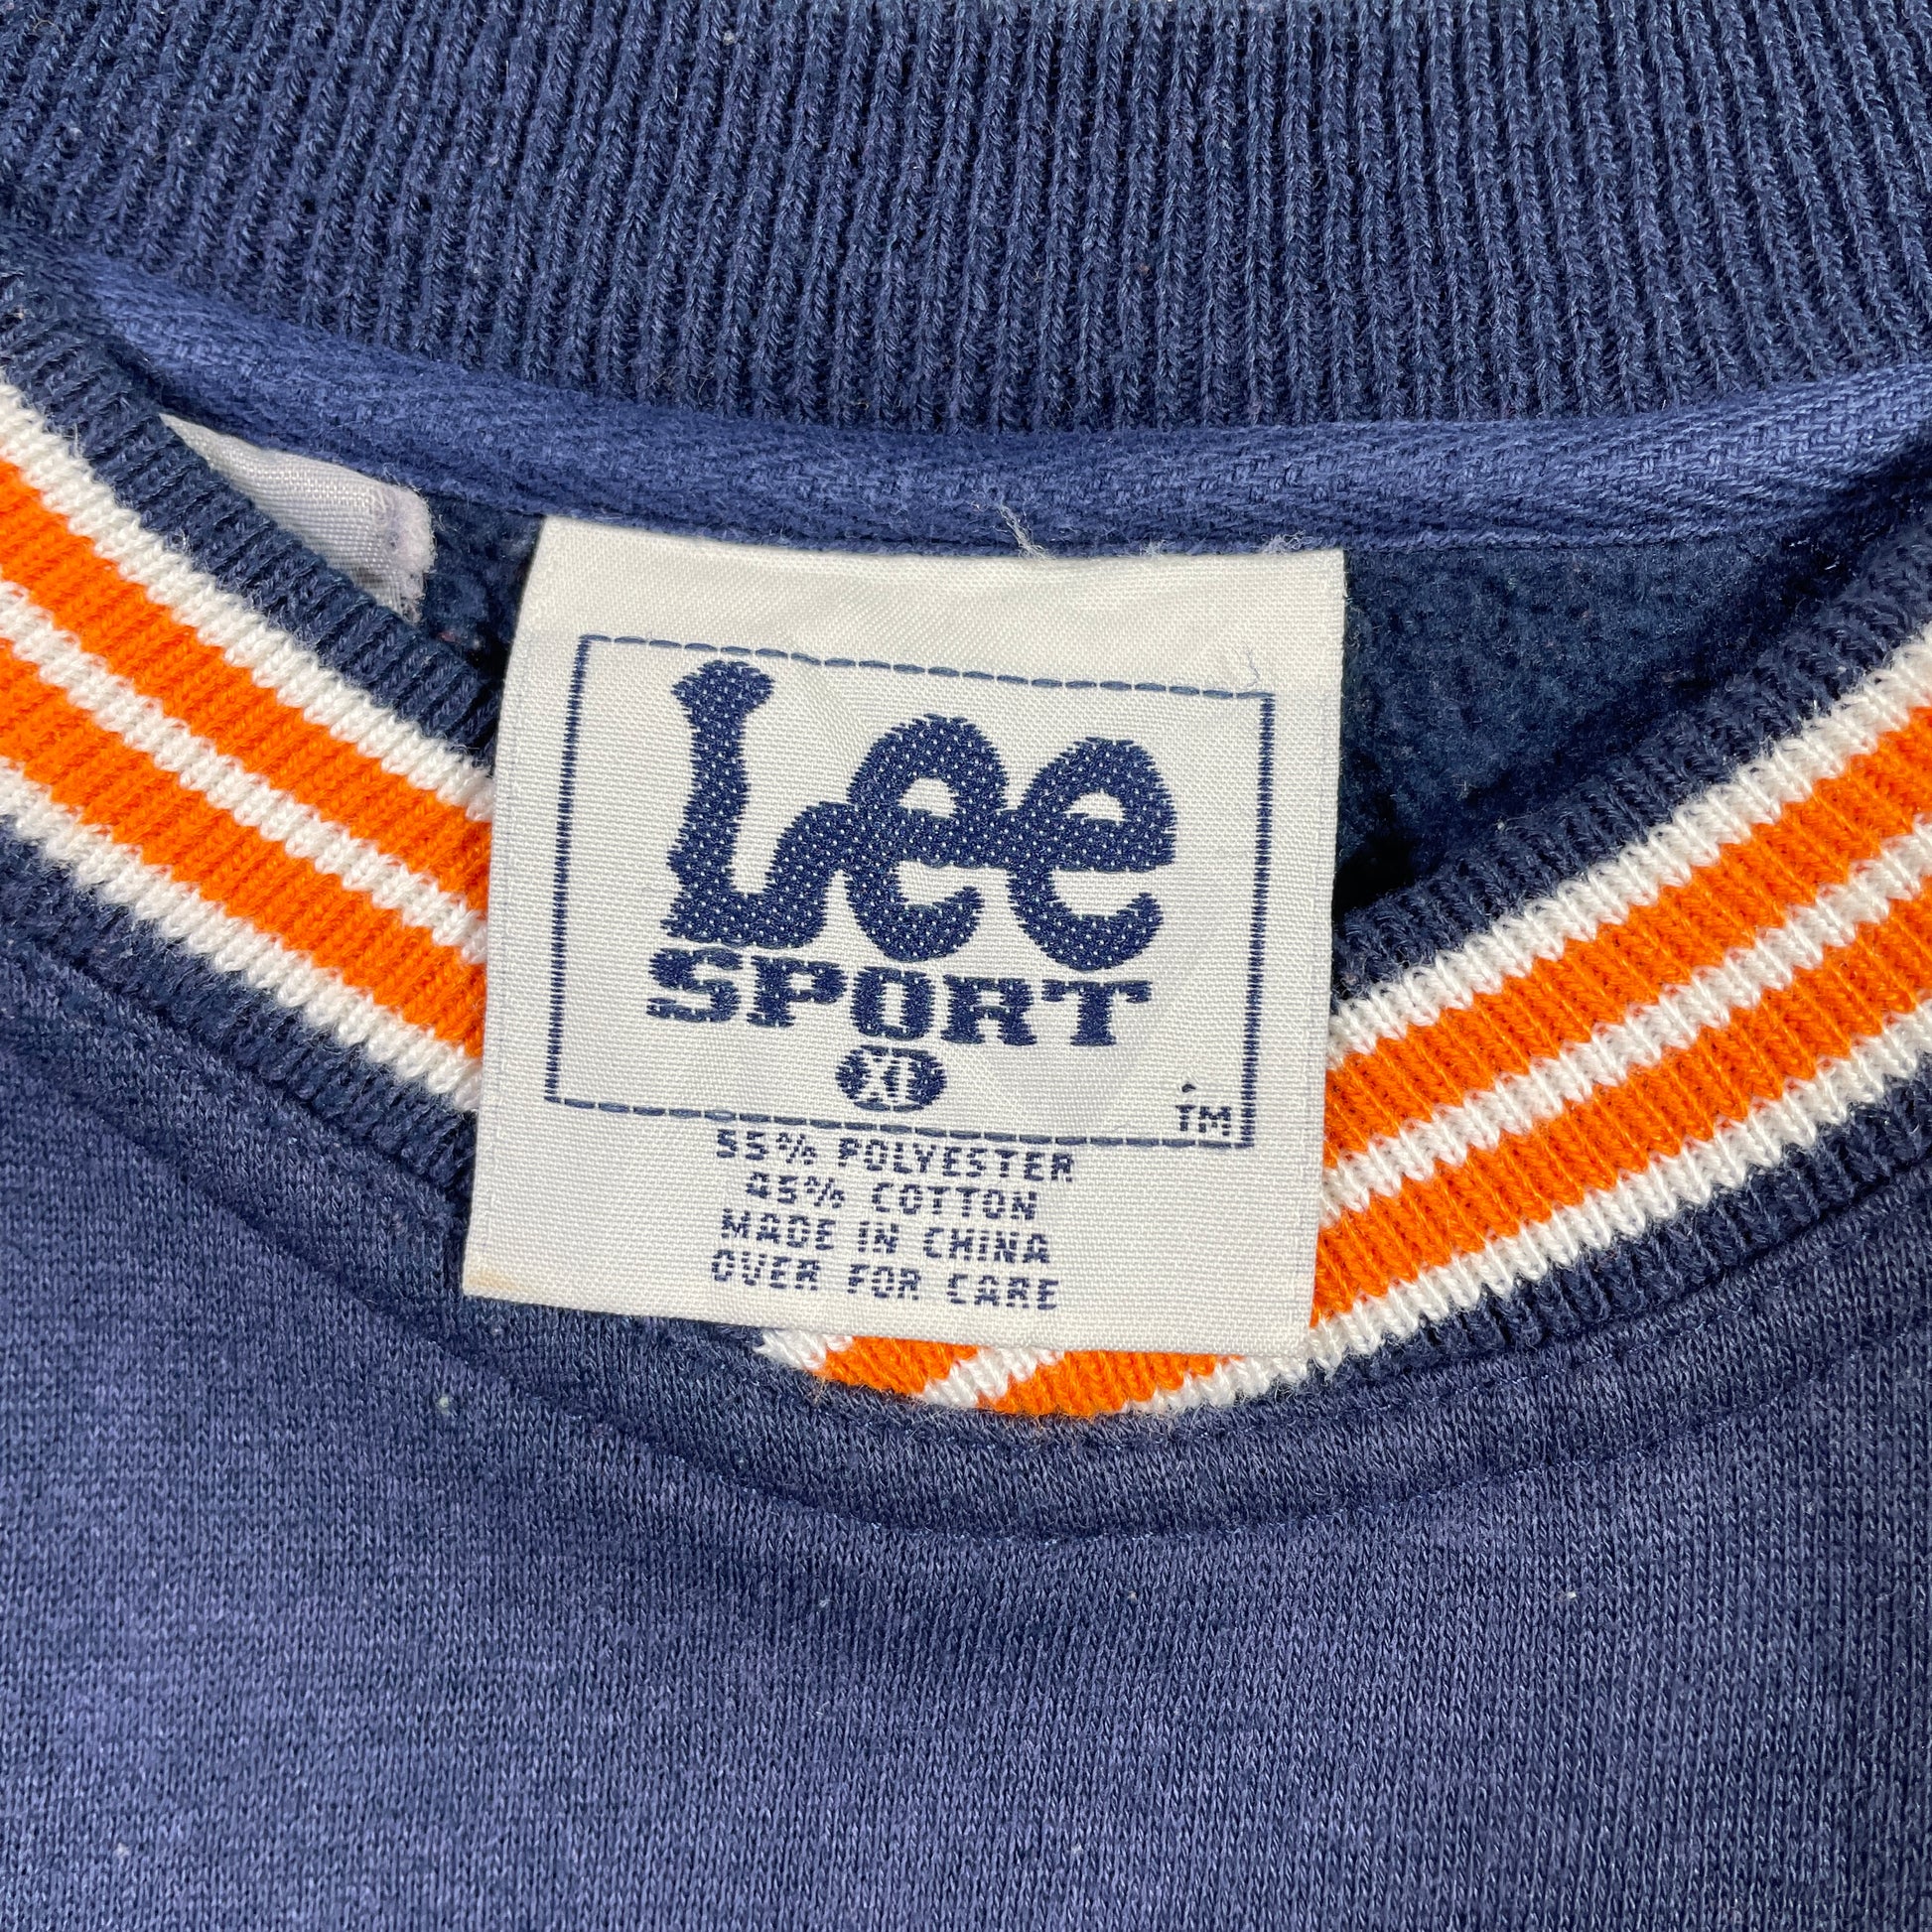 Lee
SPORT
XL
TM
55% POLYESTER
45% COTTON
MADE IN CHINA
OVER FOR CARE